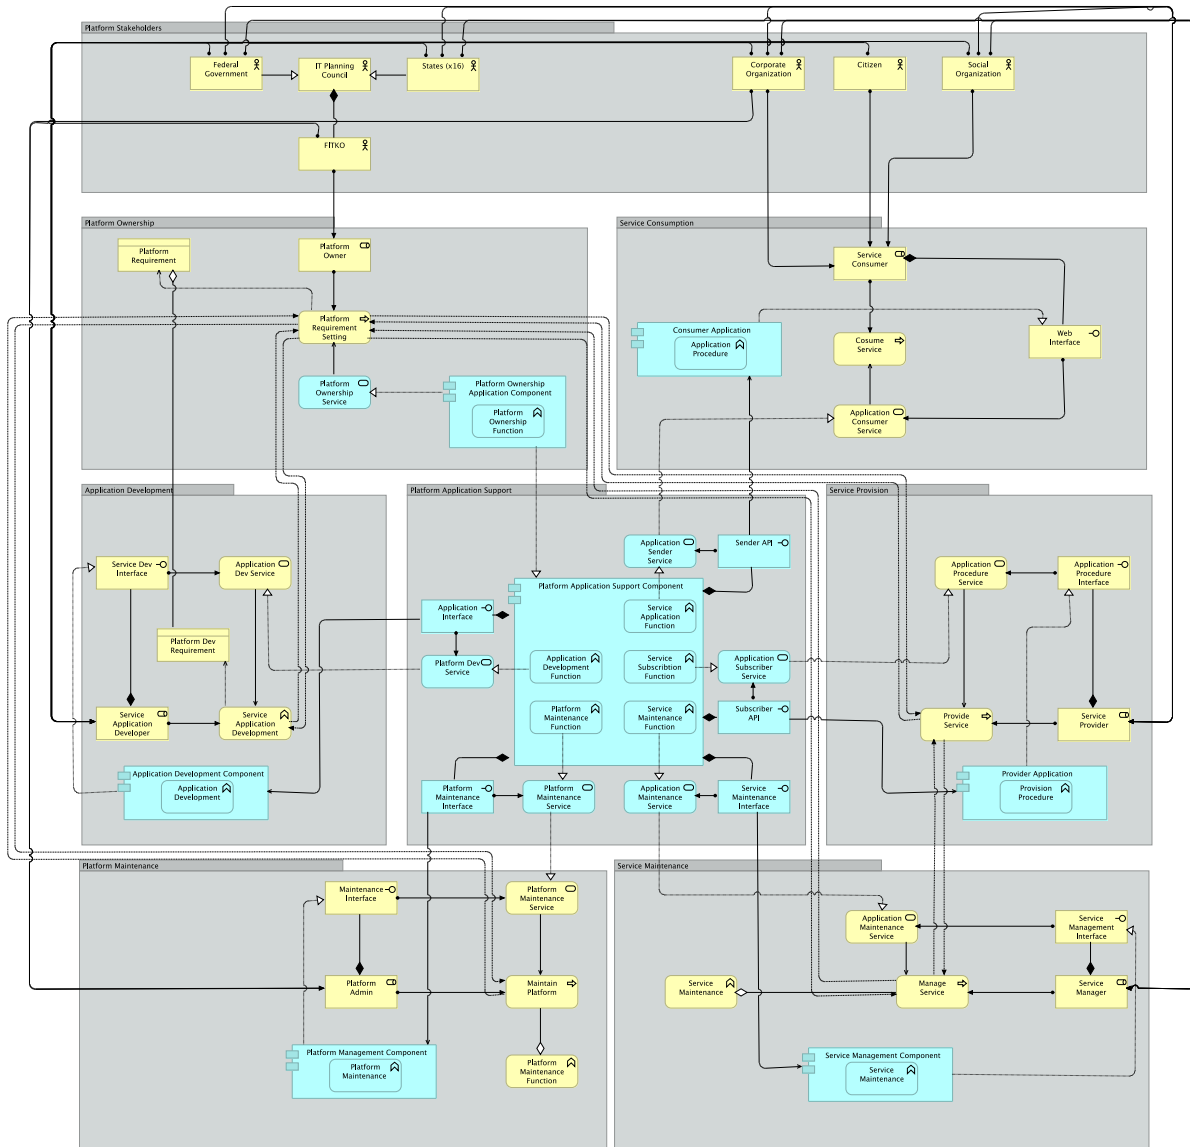 Platform Stakeholders
Federal
Government
IT Planning
Council
States (x16)
Corporate
Organization
Citizen
Social
Organization
FITKO
Platform Ownership
Platform
Requirement
Platform
Owner
Platform
Requirement
Setting
Platform
Ownership
Service
Platform Ownership
Application Component
Platform
Ownership
Function
Service Consumption
Service
Consumer
Consumer Application
Application
Procedure
Cosume
Service
Web
Interface
Application
Consumer
Service
Application Development
Service Dev
Interface
Application
Dev Service
Platform Dev
Requirement
Service
Application
Developer
Service
Application
Development
Application Development Component
Application
Development
Platform Application Support
Application
Sender
Service
Sender API
Platform Application Support Component
Application
Interface
Service
Application
Function
Platform Dev
Service
Application
Development
Function
Service
Subscribtion
Function
Application
Subscriber
Service
Platform
Maintenance
Function
Service
Maintenance
Function
Subscriber
API
Platform
Maintenance
Interface
Platform
Maintenance
Service
Application
Maintenance
Service
Service
Maintenance
Interface
Service Provision
Application
Procedure
Service
Application
Procedure
Interface
Provide
Service
Service
Provider
Provider Application
Provision
Procedure
Platform Maintenance
Maintenance
Interface
Platform
Maintenance
Service
Platform
Admin
Maintain
Platform
Platform Management Component
Platform
Maintenance
Platform
Maintenance
Function
Service Maintenance
Application
Maintenance
Service
Service
Management
Interface
Service
Maintenance
Manage
Service
Service
Manager
Service Management Component
Service
Maintenance